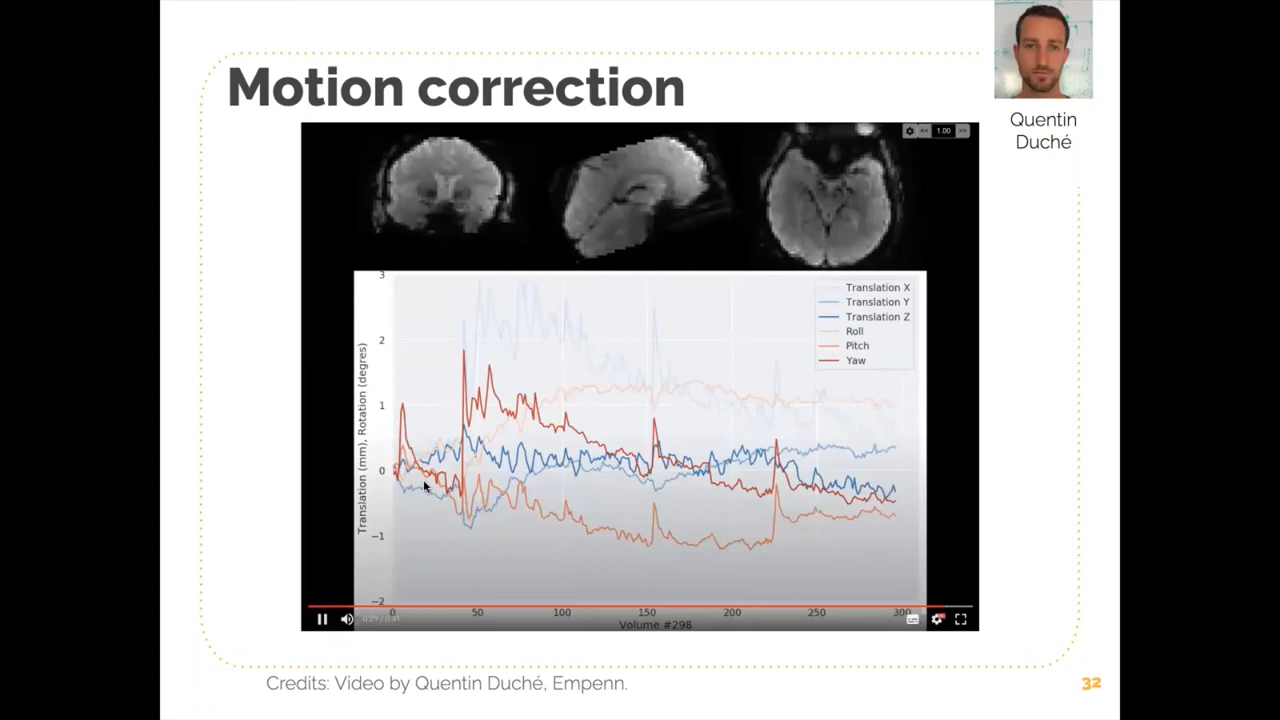 Motion correction
Quentin
Duché
<< 1.00 >>
3
2
1
0
−1
−2
Translation (mm), Rotation (degres)
Translation X
Translation Y
Translation Z
Roll
Pitch
Yaw
0 50 100 150 200 250 300
Volume #298
Credits: Video by Quentin Duché, Empenn.
32